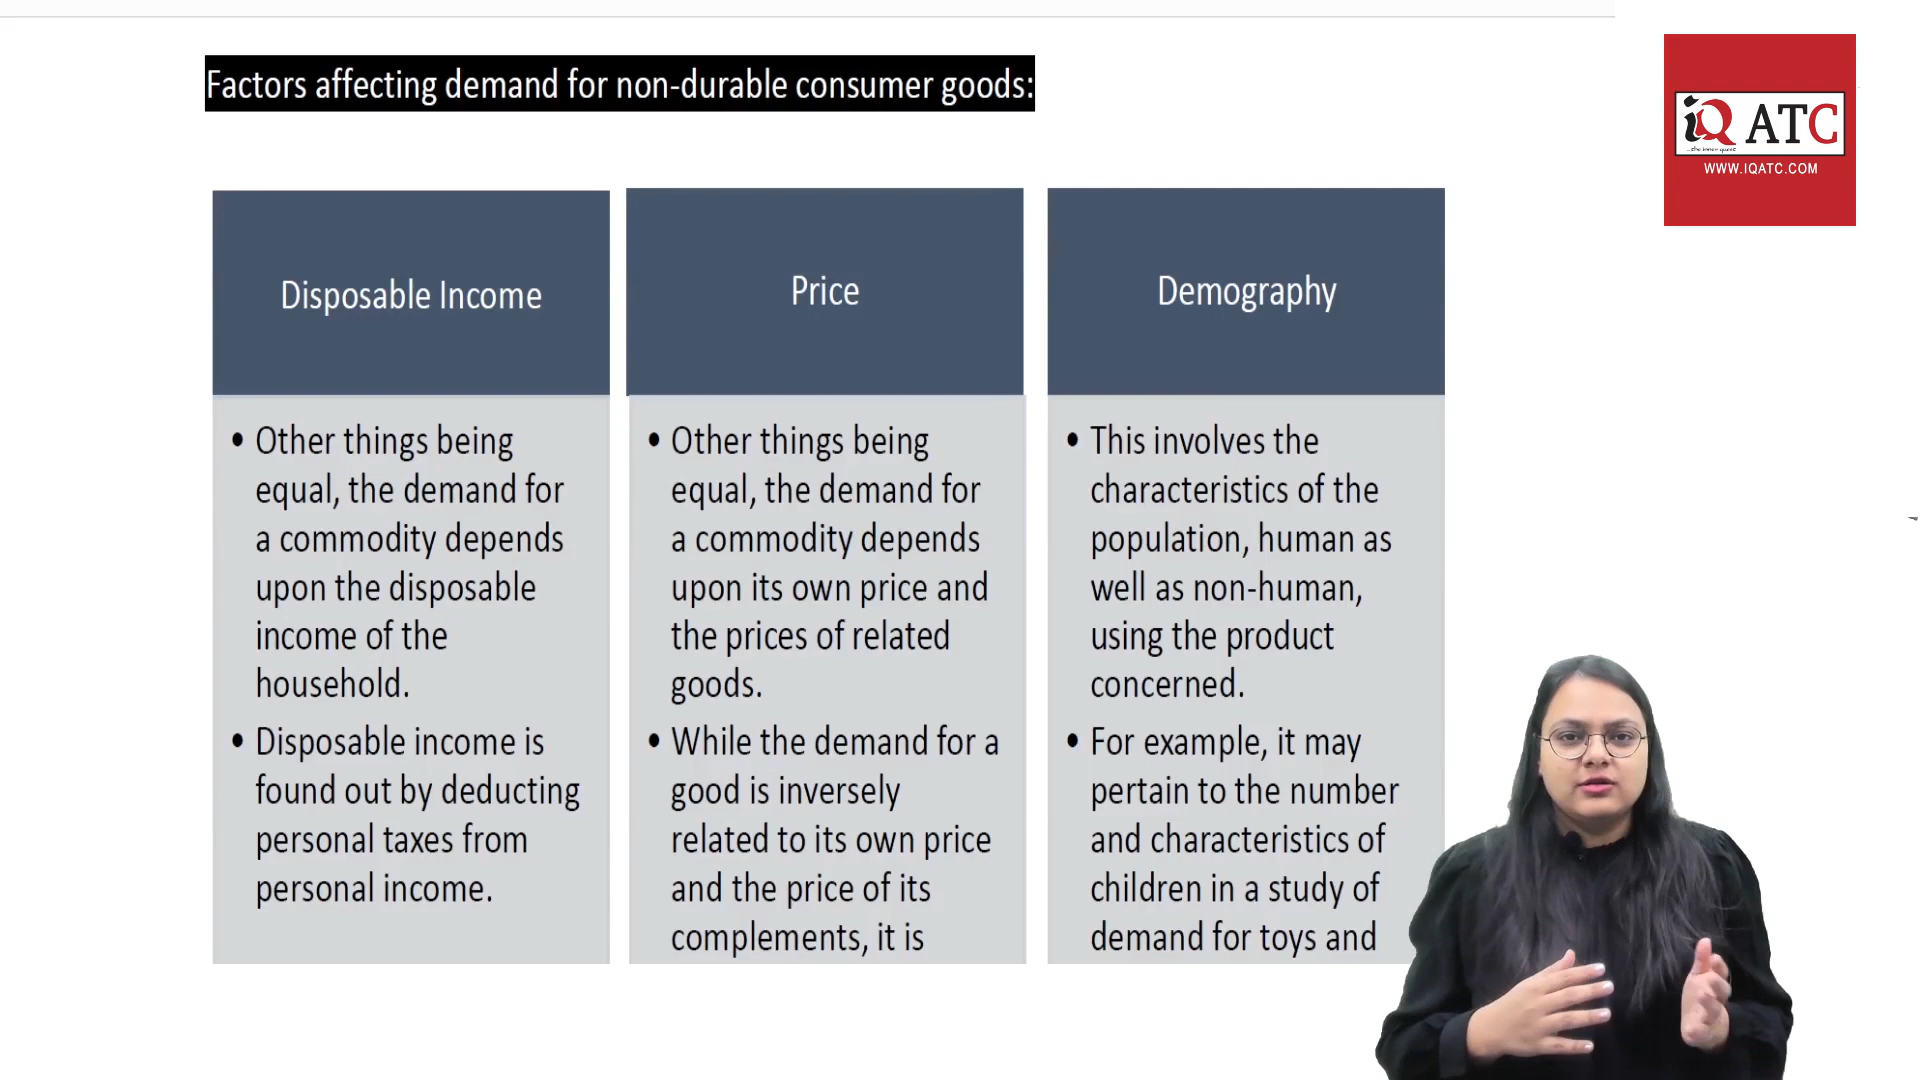 Factors affecting demand for non-durable consumer goods:
iQ ATC
...the inner quest
WWW.IQATC.COM
Disposable Income
Price
Demography
• Other things being
equal, the demand for
a commodity depends
upon the disposable
income of the
household.
• Disposable income is
found out by deducting
personal taxes from
personal income.
• Other things being
equal, the demand for
a commodity depends
upon its own price and
the prices of related
goods.
• While the demand for a
good is inversely
related to its own price
and the price of its
complements, it is
• This involves the
characteristics of the
population, human as
well as non-human,
using the product
concerned.
• For example, it may
pertain to the number
and characteristics of
children in a study of
demand for toys and